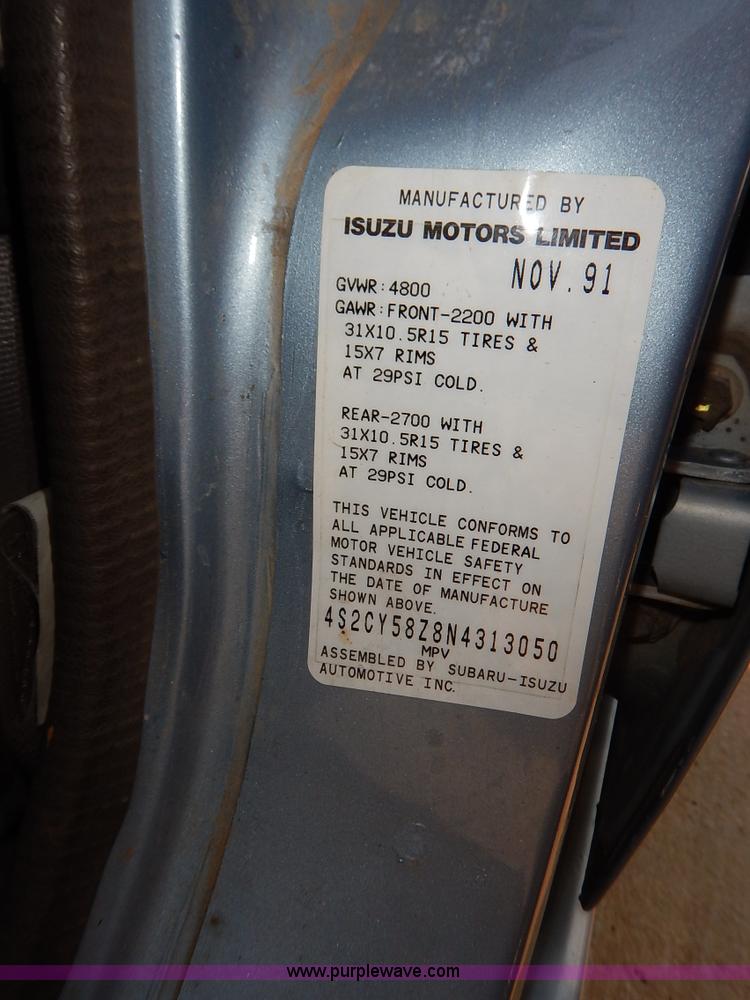 MANUFACTURED BY
ISUZU MOTORS LIMITED
NOV. 91
GVWR:4800
GAWR:FRONT-2200 WITH
31X10.5R15 TIRES &
15X7 RIMS
AT 29PSI COLD.
REAR-2700 WITH
31X10.5R15 TIRES &
15X7 RIMS
AT 29PSI COLD.
THIS VEHICLE CONFORMS TO
ALL APPLICABLE FEDERAL
MOTOR VEHICLE SAFETY
STANDARDS IN EFFECT ON
THE DATE OF MANUFACTURE
SHOWN ABOVE.
4S2CY58Z8N4313050
MPV
ASSEMBLED BY SUBARU-ISUZU
AUTOMOTIVE INC.
www.purplewave.com